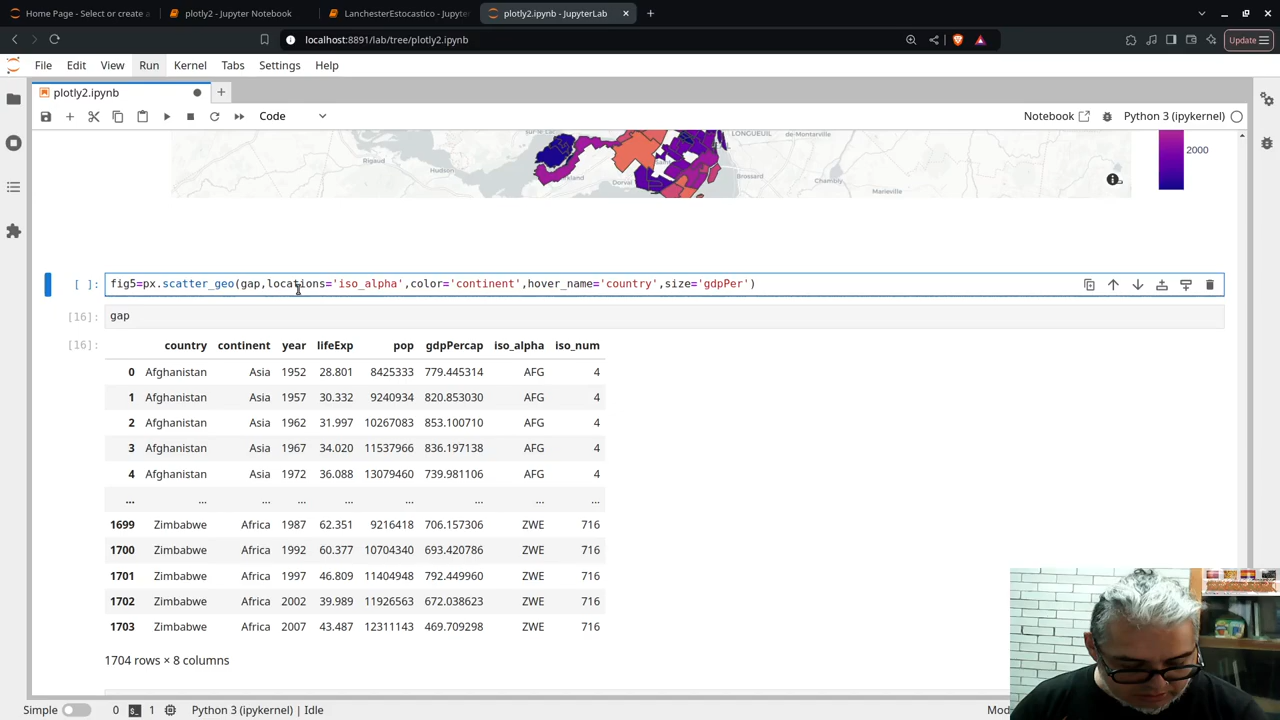 Home Page - Select or create a
plotly2 - Jupyter Notebook
LanchesterEstocastico - Jupyte
plotly2.ipynb - JupyterLab
localhost:8891/lab/tree/plotly2.ipynb
Update
File Edit View Run Kernel Tabs Settings Help
plotly2.ipynb
Code
Notebook
Python 3 (ipykernel)
LONGUEUIL
de-Montarville
Rigaud
Hudson
Dorval
Brossard
Chambly
Marieville
2000
[ ]: fig5=px.scatter_geo(gap,locations='iso_alpha',color='continent',hover_name='country',size='gdpPer')
[16]: gap
[16]: country continent year lifeExp pop gdpPercap iso_alpha iso_num
0 Afghanistan Asia 1952 28.801 8425333 779.445314 AFG 4
1 Afghanistan Asia 1957 30.332 9240934 820.853030 AFG 4
2 Afghanistan Asia 1962 31.997 10267083 853.100710 AFG 4
3 Afghanistan Asia 1967 34.020 11537966 836.197138 AFG 4
4 Afghanistan Asia 1972 36.088 13079460 739.981106 AFG 4
... ... ... ... ... ... ... ... ...
1699 Zimbabwe Africa 1987 62.351 9216418 706.157306 ZWE 716
1700 Zimbabwe Africa 1992 60.377 10704340 693.420786 ZWE 716
1701 Zimbabwe Africa 1997 46.809 11404948 792.449960 ZWE 716
1702 Zimbabwe Africa 2002 39.989 11926563 672.038623 ZWE 716
1703 Zimbabwe Africa 2007 43.487 12311143 469.709298 ZWE 716
1704 rows × 8 columns
Simple 0 1 Python 3 (ipykernel) | Idle